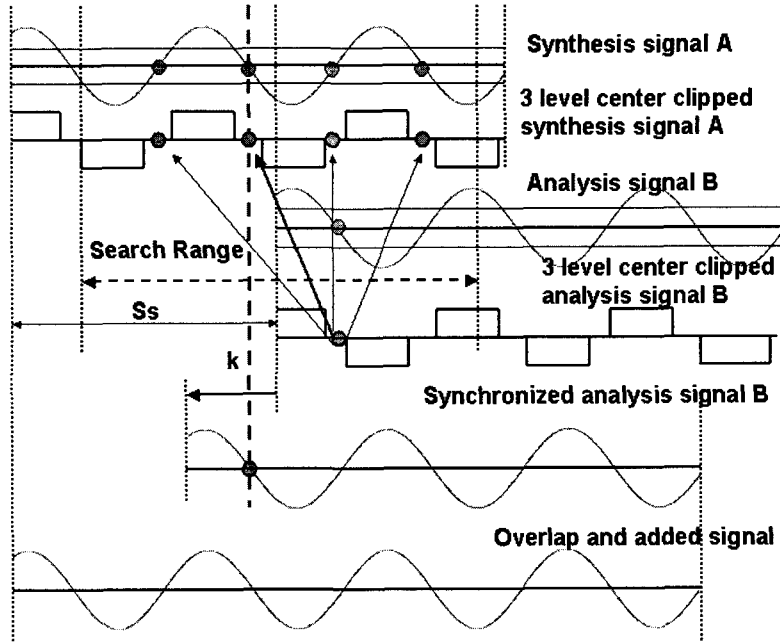 Synthesis signal A
3 level center clipped
synthesis signal A
Analysis signal B
Search Range
3 level center clipped
analysis signal B
Ss
k
Synchronized analysis signal B
Overlap and added signal